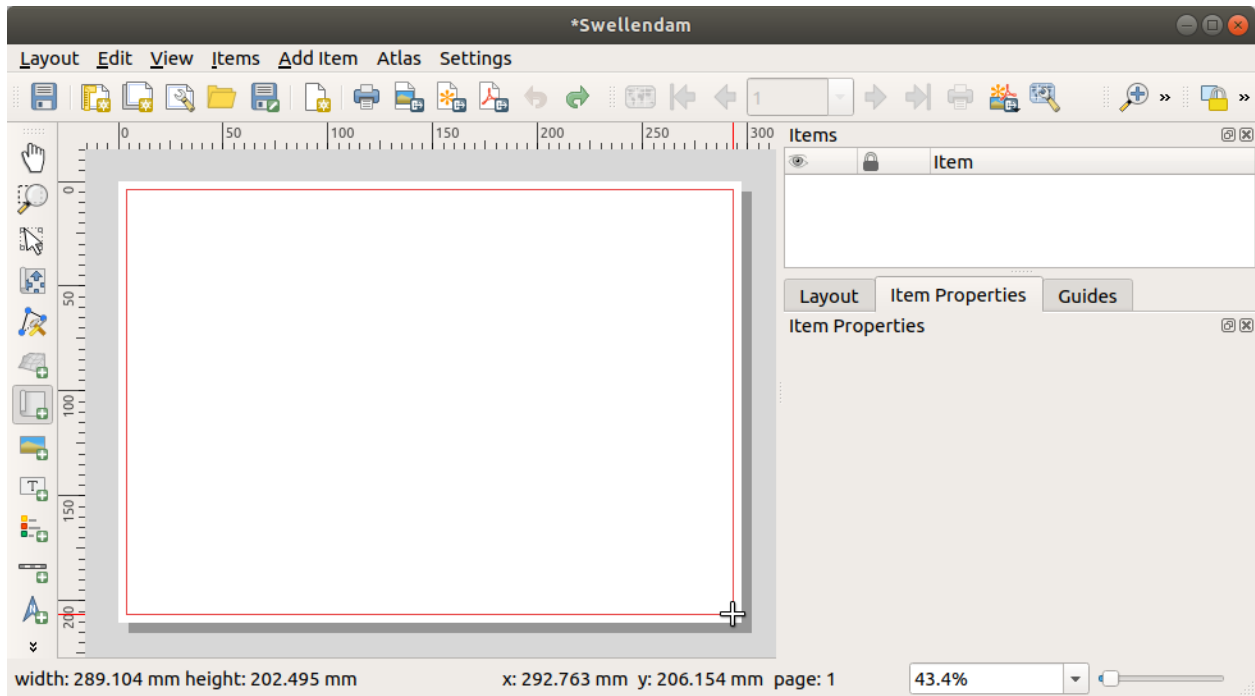 *Swellendam
Layout Edit View Items Add Item Atlas Settings
1
»
»
0 50 100 150 200 250 300
0
50
100
150
200
Items
Item
Layout Item Properties Guides
Item Properties
T
width: 289.104 mm height: 202.495 mm x: 292.763 mm y: 206.154 mm page: 1 43.4%